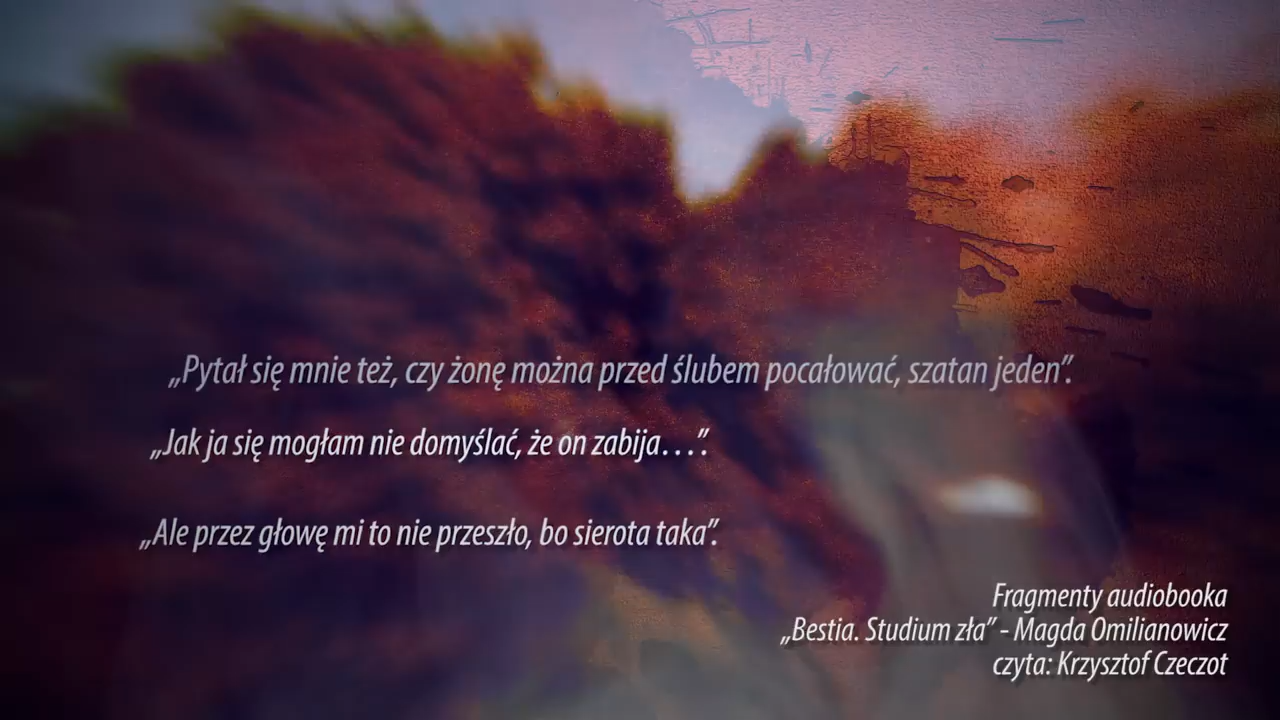 „Pytał się mnie też, czy żonę można przed ślubem pocałować, szatan jeden”.
„Jak ja się mogłam nie domyślać, że on zabija. . . .”.
„Ale przez głowę mi to nie przeszło, bo sierota taka”.
Fragmenty audiobooka
„Bestia. Studium zła” - Magda Omilianowicz
czyta: Krzysztof Czeczot